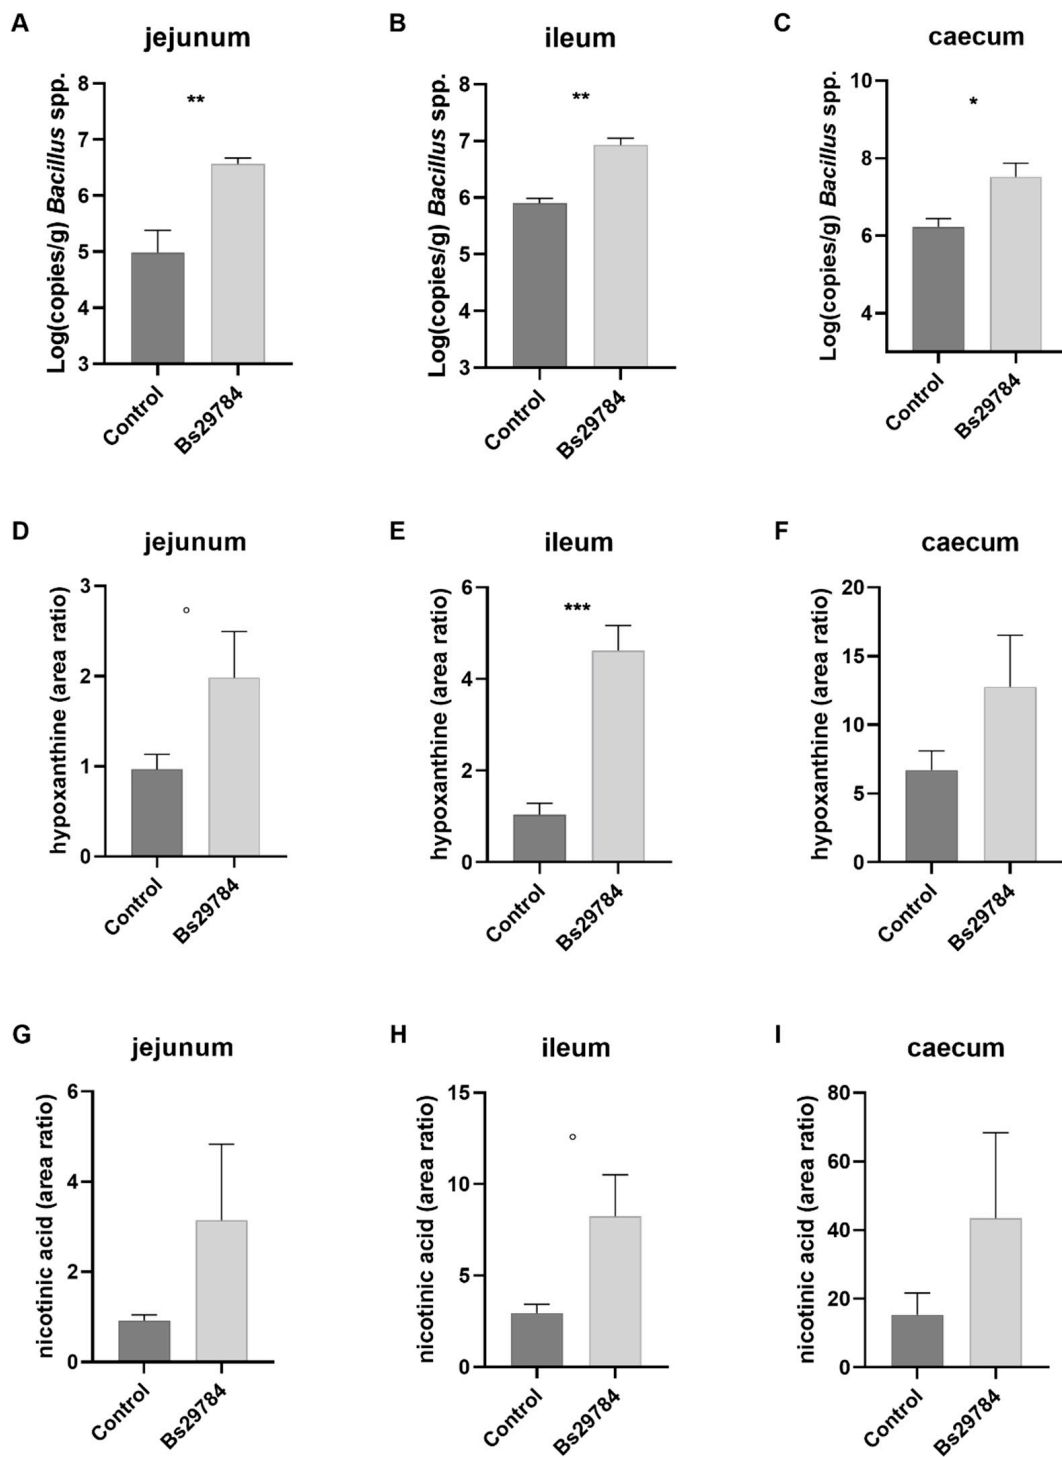 A
jejunum
Log(copies/g) Bacillus spp.
8
7
6
5
4
3
**
Control
Bs29784
B
ileum
Log(copies/g) Bacillus spp.
8
7
6
5
4
3
**
Control
Bs29784
C
caecum
Log(copies/g) Bacillus spp.
10
8
6
4
*
Control
Bs29784
D
jejunum
hypoxanthine (area ratio)
3
2
1
0
°
Control
Bs29784
E
ileum
hypoxanthine (area ratio)
6
4
2
0
***
Control
Bs29784
F
caecum
hypoxanthine (area ratio)
20
15
10
5
0
Control
Bs29784
G
jejunum
nicotinic acid (area ratio)
6
4
2
0
Control
Bs29784
H
ileum
nicotinic acid (area ratio)
15
10
5
0
°
Control
Bs29784
I
caecum
nicotinic acid (area ratio)
80
60
40
20
0
Control
Bs29784